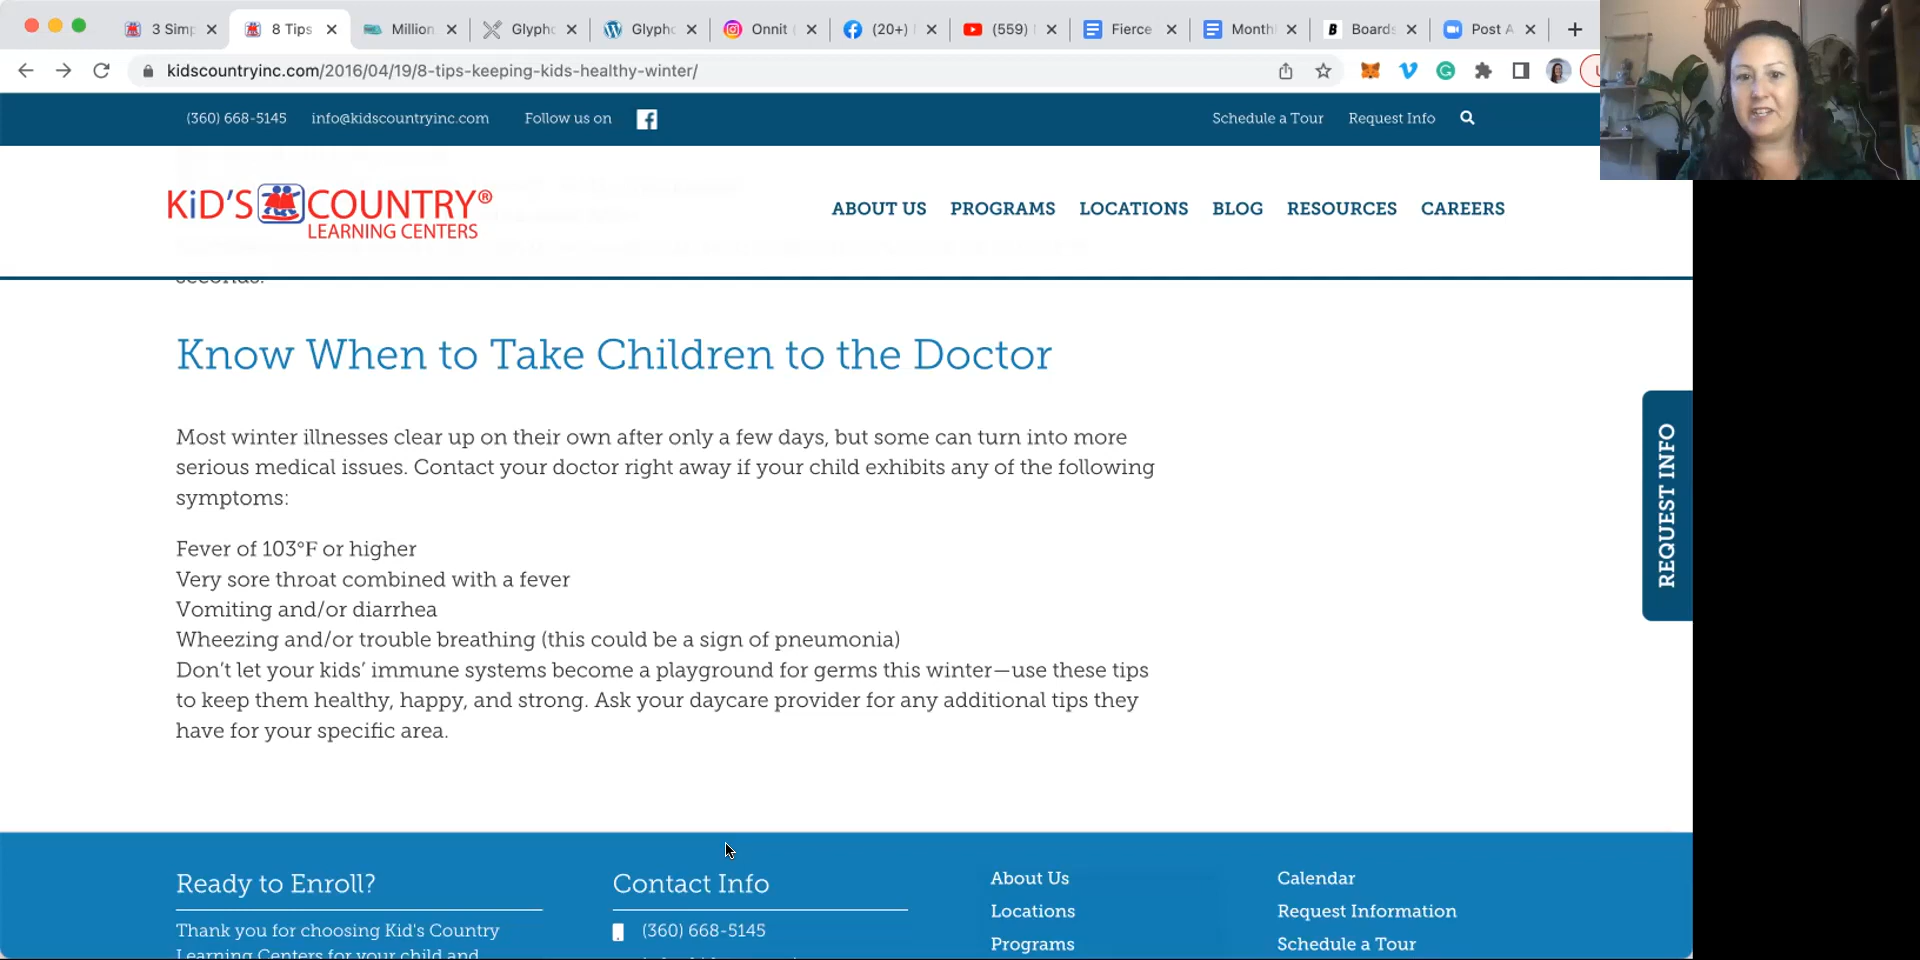 3 Simp
8 Tips
Million
Glyph
Glyph
Onnit
(20+)
(559)
Fierce
Month
Boards
Post A
kidscountryinc.com/2016/04/19/8-tips-keeping-kids-healthy-winter/
(360) 668-5145 info@kidscountryinc.com Follow us on
Schedule a Tour Request Info
KiD'S COUNTRY®
LEARNING CENTERS
ABOUT US PROGRAMS LOCATIONS BLOG RESOURCES CAREERS
seconds.
Know When to Take Children to the Doctor
Most winter illnesses clear up on their own after only a few days, but some can turn into more
serious medical issues. Contact your doctor right away if your child exhibits any of the following
symptoms:
Fever of 103°F or higher
Very sore throat combined with a fever
Vomiting and/or diarrhea
Wheezing and/or trouble breathing (this could be a sign of pneumonia)
Don't let your kids' immune systems become a playground for germs this winter—use these tips
to keep them healthy, happy, and strong. Ask your daycare provider for any additional tips they
have for your specific area.
REQUEST INFO
Ready to Enroll?
Thank you for choosing Kid's Country
Learning Centers for your child and
Contact Info
(360) 668-5145
About Us
Locations
Programs
Calendar
Request Information
Schedule a Tour